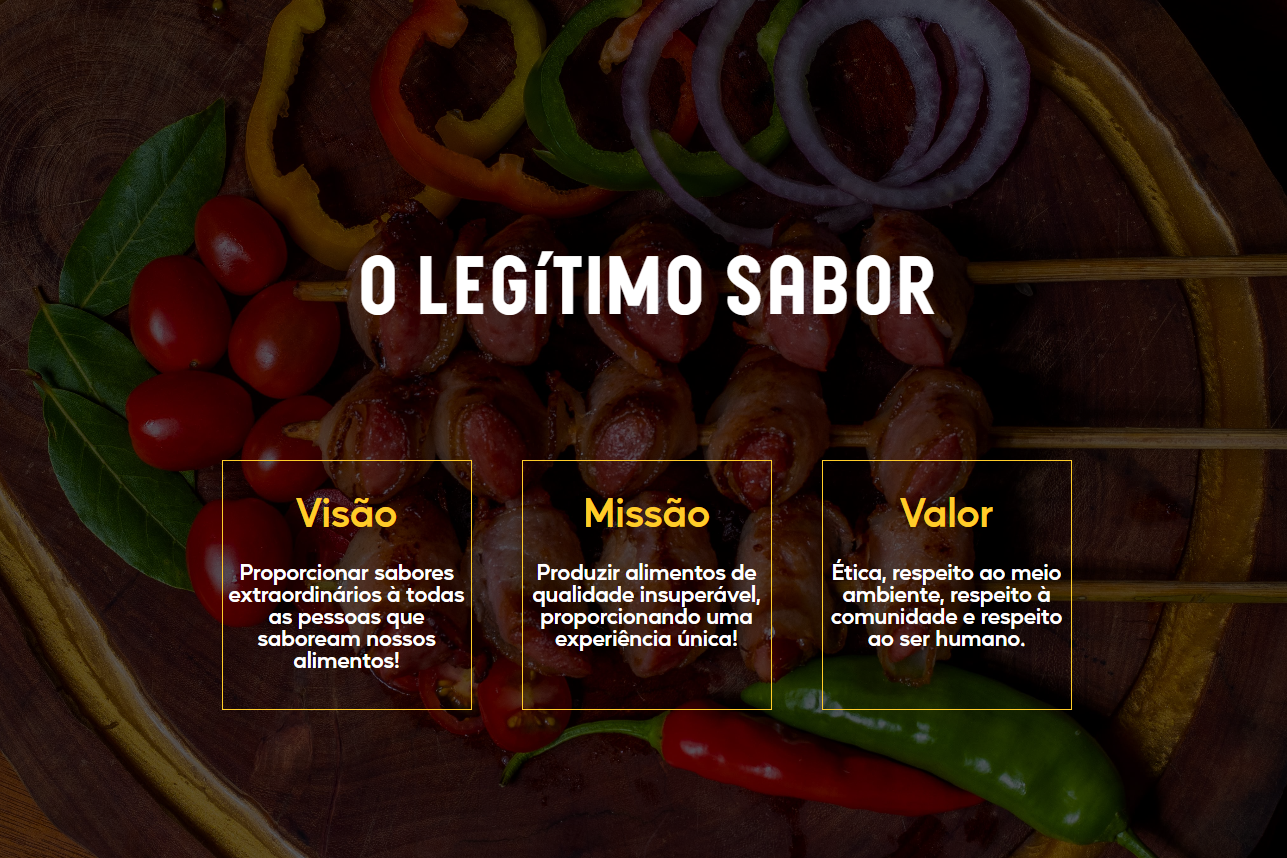 O LEGÍTIMO SABOR
Visão
Proporcionar sabores
extraordinários à todas
as pessoas que
saboream nossos
alimentos!
Missão
Produzir alimentos de
qualidade insuperável,
proporcionando uma
experiência única!
Valor
Ética, respeito ao meio
ambiente, respeito à
comunidade e respeito
ao ser humano.